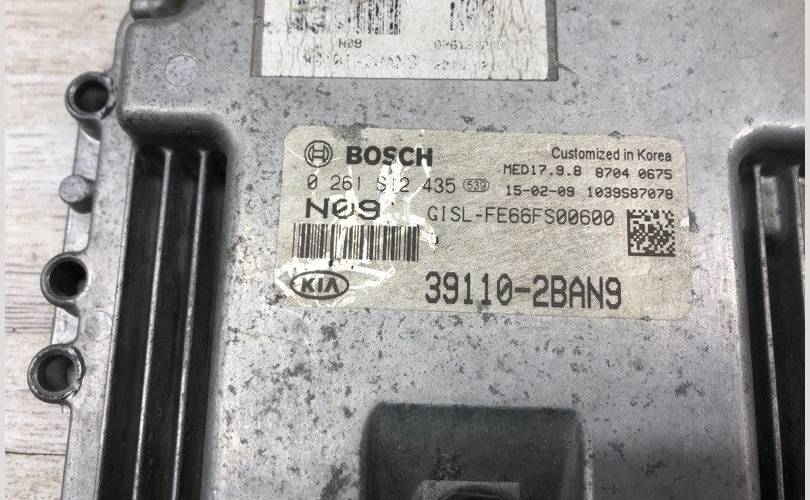 N09
BOSCH
Customized in Korea
MED17.9.8 8704 0675
0 261 S12 435 539
15-02-09 1039S87078
N09
GISL-FE66FS00600
KIA
39110-2BAN9